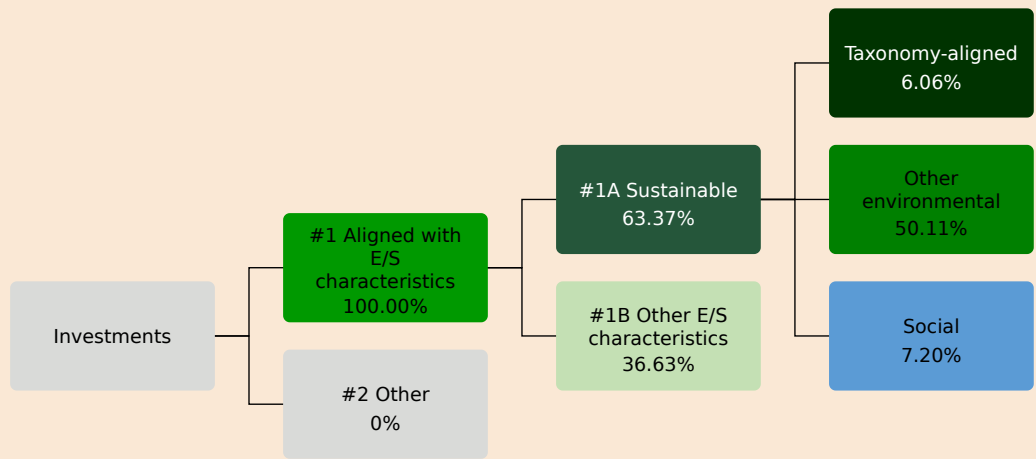 Investments
#1 Aligned with
E/S
characteristics
100.00%
#2 Other
0%
#1A Sustainable
63.37%
#1B Other E/S
characteristics
36.63%
Taxonomy-aligned
6.06%
Other
environmental
50.11%
Social
7.20%